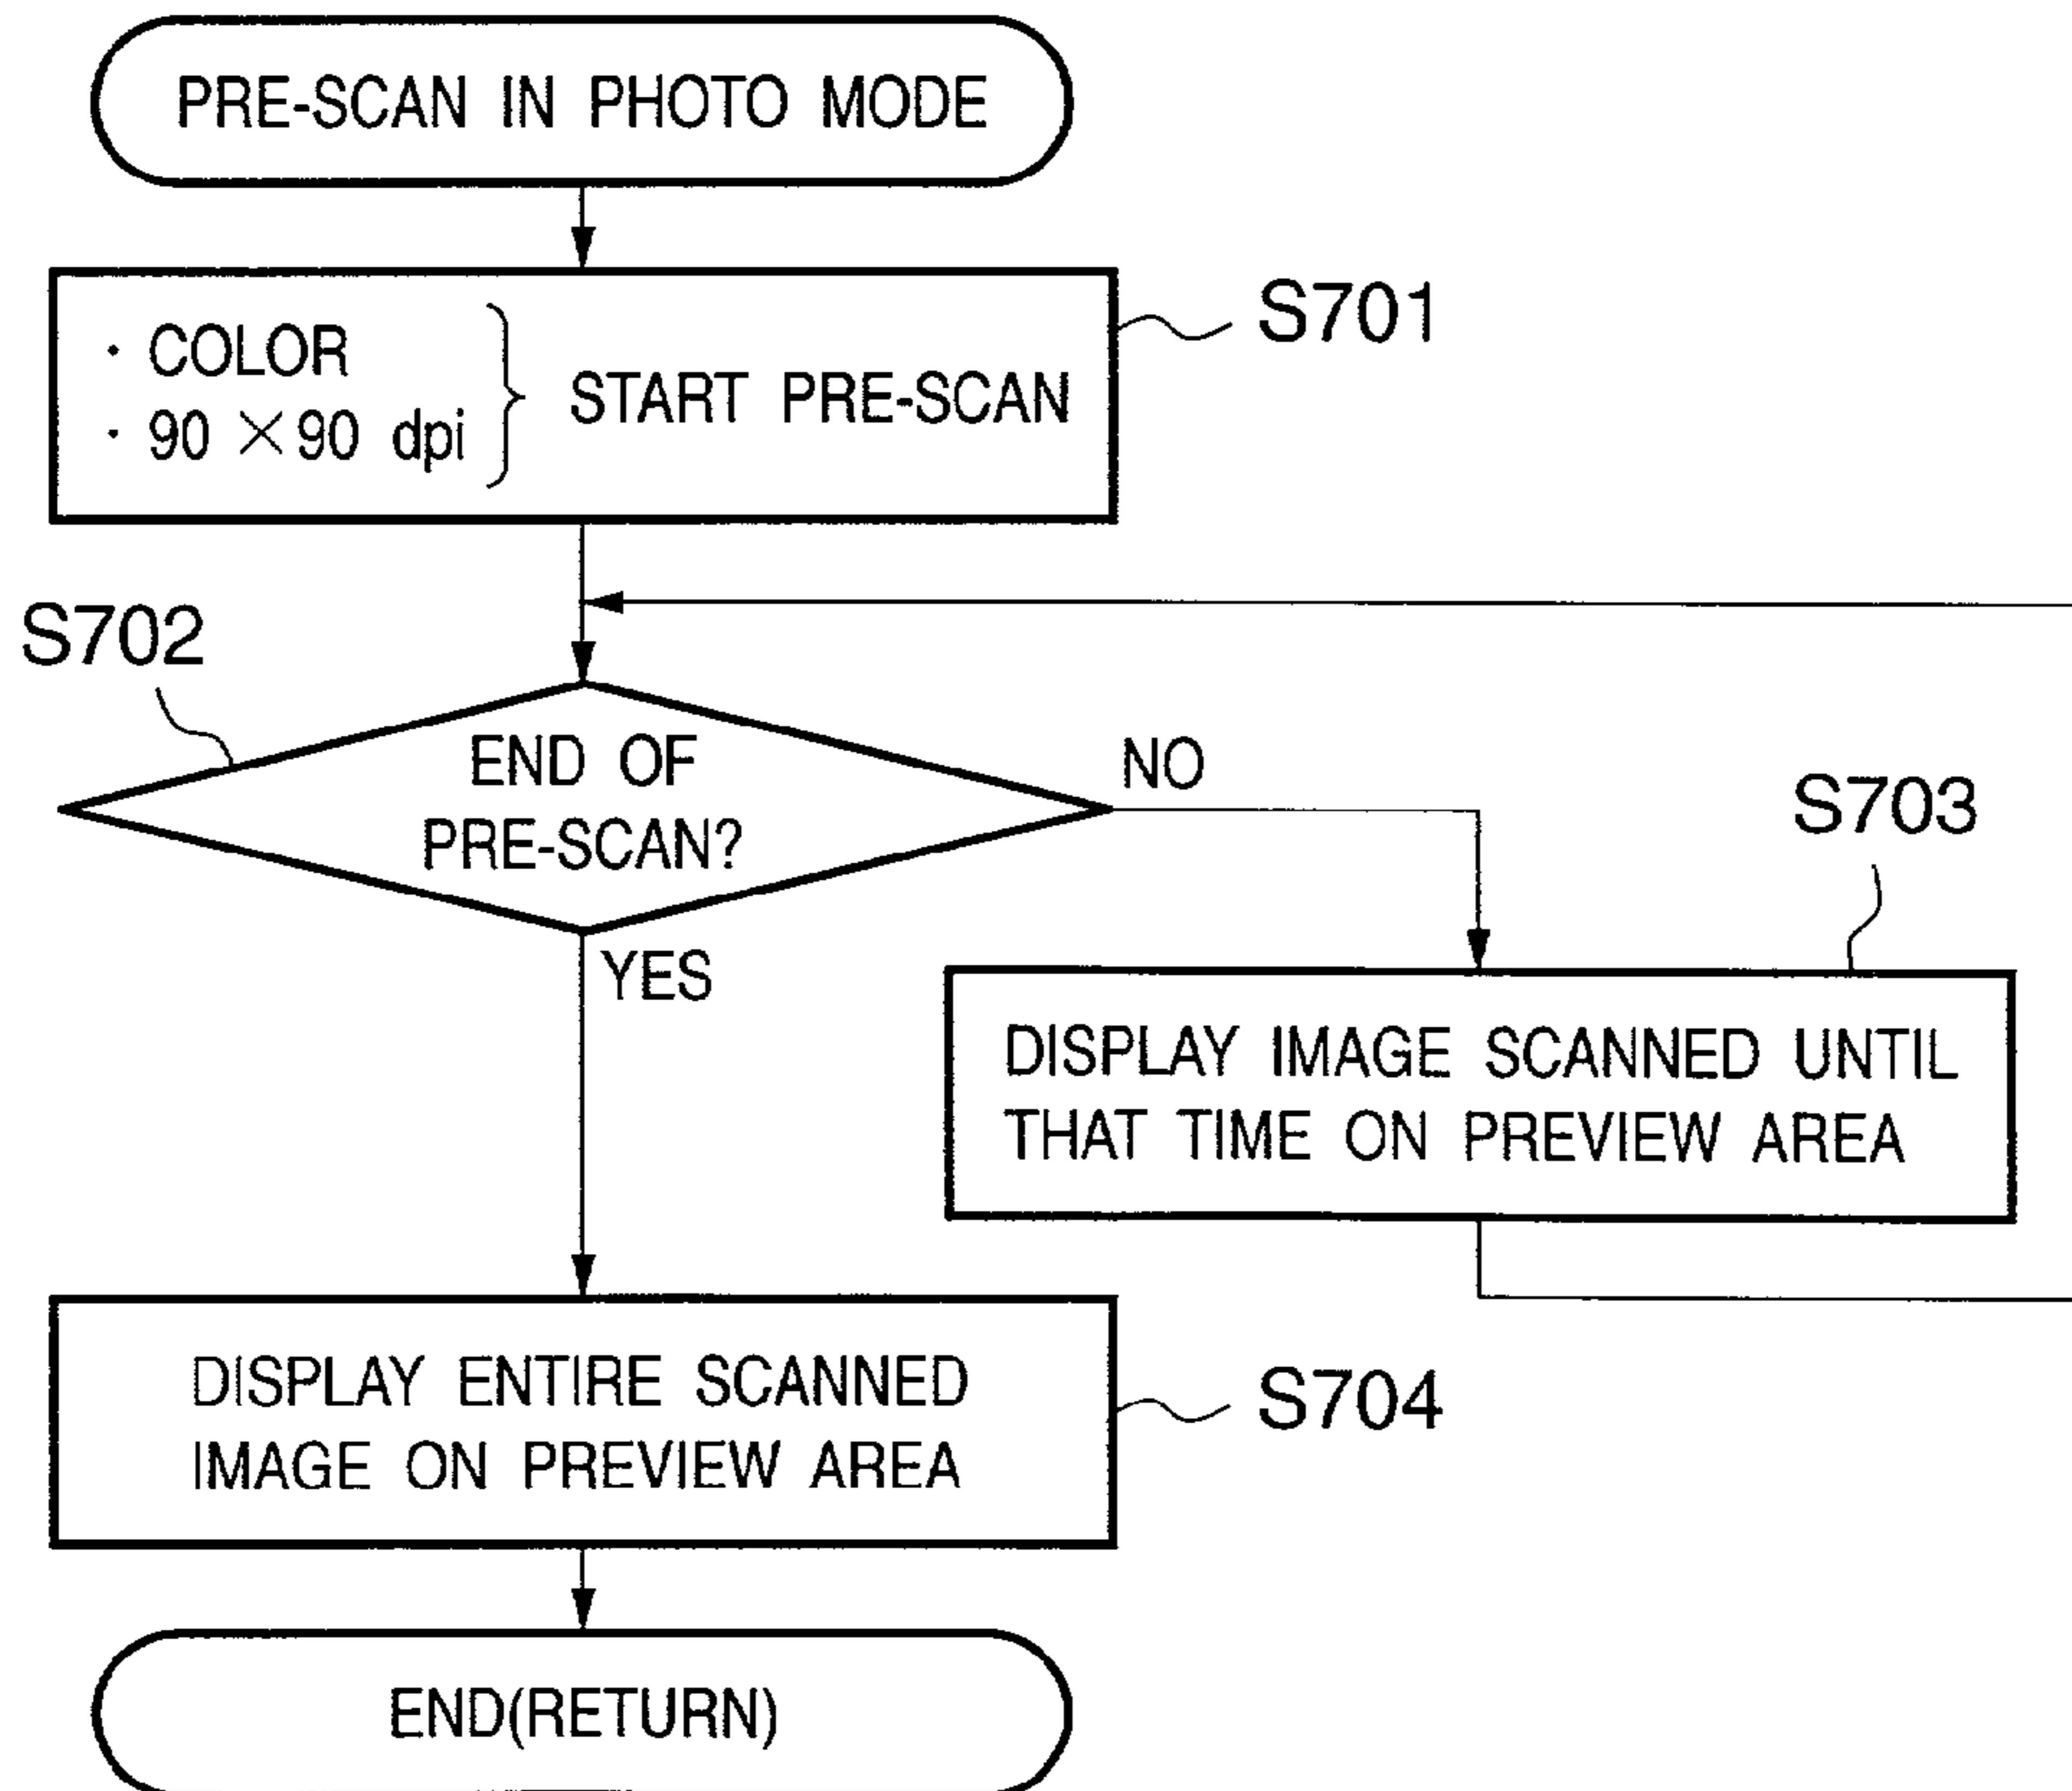 PRE-SCAN IN PHOTO MODE
· COLOR
· 90 ×90 dpi
START PRE-SCAN
S701
S702
END OF
PRE-SCAN?
NO
YES
S703
DISPLAY IMAGE SCANNED UNTIL
THAT TIME ON PREVIEW AREA
DISPLAY ENTIRE SCANNED
IMAGE ON PREVIEW AREA
S704
END(RETURN)